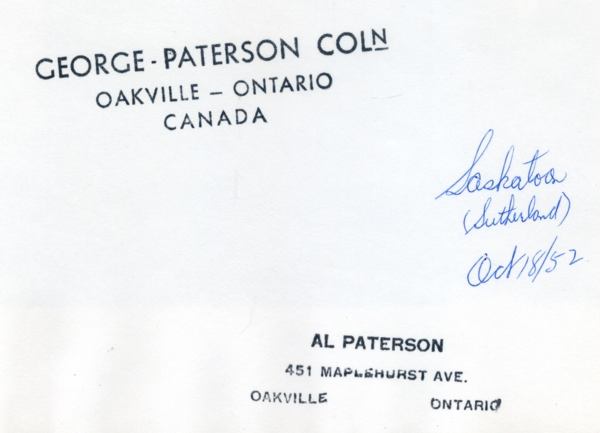 GEORGE - PATERSON COLN
OAKVILLE – ONTARIO
CANADA
Saskatoon
(Sutherland)
Oct 18/52
AL PATERSON
451 MAPLEHURST AVE.
OAKVILLE ONTARIO